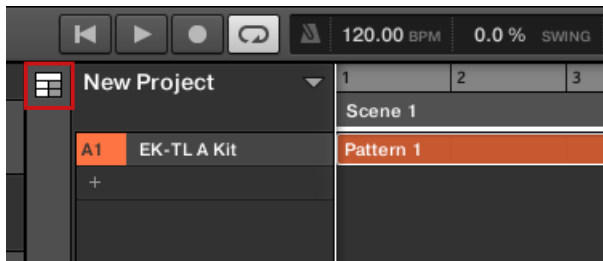 120.00 BPM 0.0 % SWING
New Project 1 2 3
Scene 1
A1 EK-TL A Kit Pattern 1
+